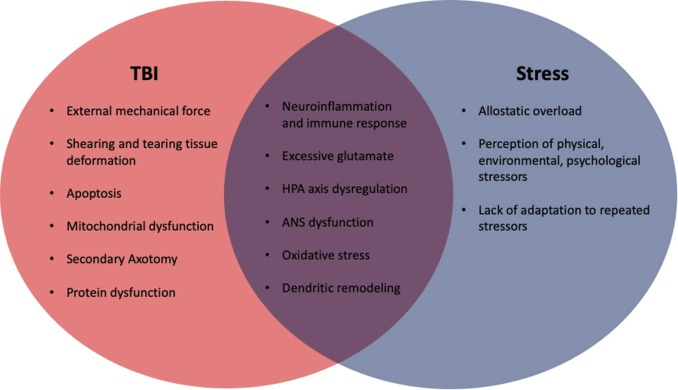 TBI
• External mechanical force
• Shearing and tearing tissue
deformation
• Apoptosis
• Mitochondrial dysfunction
• Secondary Axotomy
• Protein dysfunction
• Neuroinflammation
and immune response
• Excessive glutamate
• HPA axis dysregulation
• ANS dysfunction
• Oxidative stress
• Dendritic remodeling
Stress
• Allostatic overload
• Perception of physical,
environmental, psychological
stressors
• Lack of adaptation to repeated
stressors